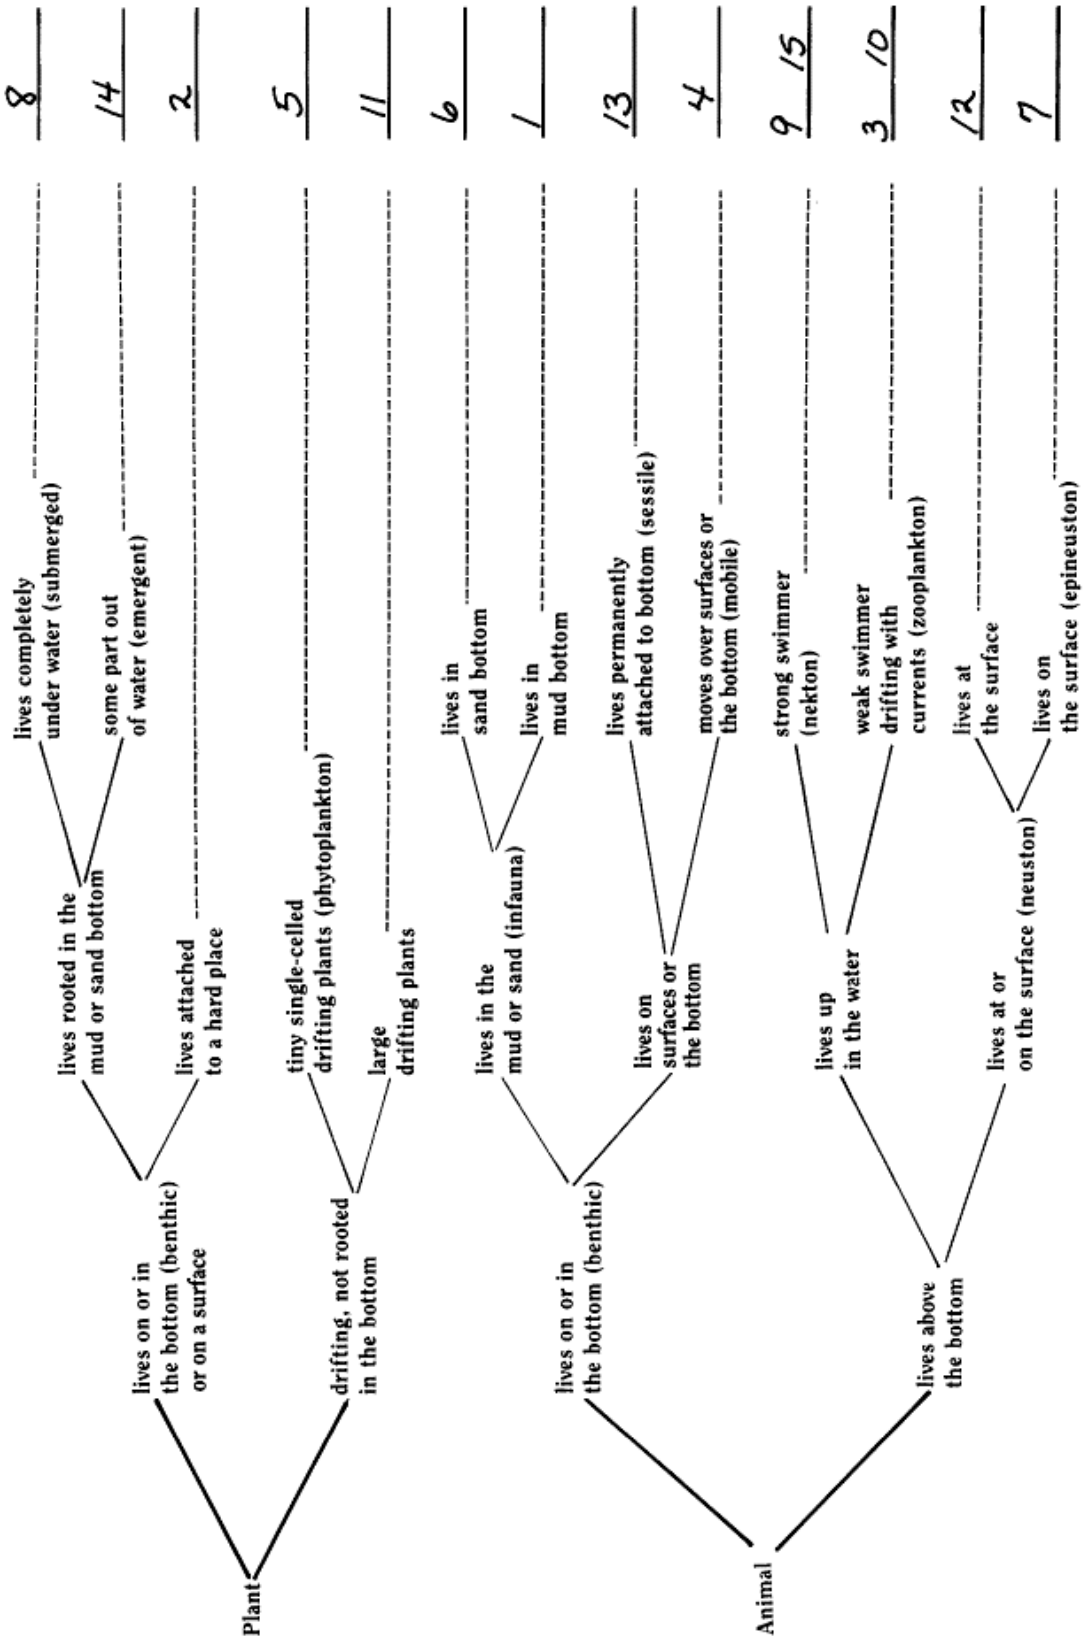 Plant
lives on or in
the bottom (benthic)
or on a surface
lives rooted in the
mud or sand bottom
lives completely
under water (submerged)
8
some part out
of water (emergent)
14
lives attached
to a hard place
2
drifting, not rooted
in the bottom
tiny single-celled
drifting plants (phytoplankton)
5
large
drifting plants
11
Animal
lives on or in
the bottom (benthic)
lives in the
mud or sand (infauna)
lives in
sand bottom
6
lives in
mud bottom
1
lives on
surfaces or
the bottom
lives permanently
attached to bottom (sessile)
13
moves over surfaces or
the bottom (mobile)
4
lives above
the bottom
lives up
in the water
strong swimmer
(nekton)
9 15
weak swimmer
drifting with
currents (zooplankton)
3 10
lives at or
on the surface (neuston)
lives at
the surface
12
lives on
the surface (epineuston)
7